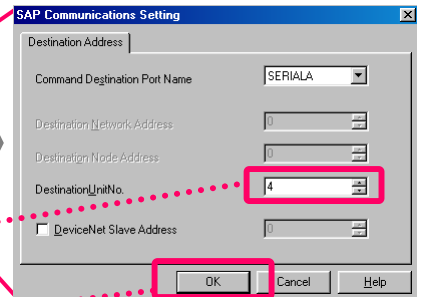 SAP Communications Setting
Destination Address
Command Destination Port Name SERIALA
Destination Network Address 0
Destination Node Address 0
DestinationUnitNo. 4
DeviceNet Slave Address 0
OK Cancel Help